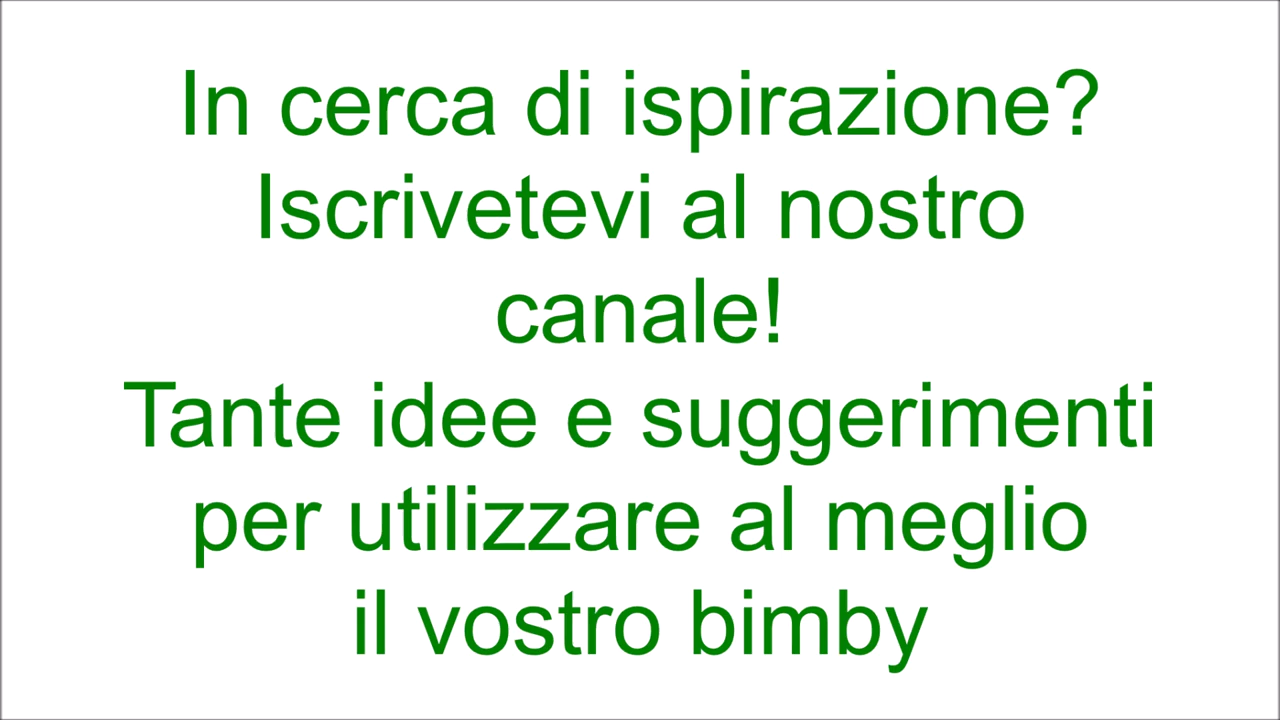 In cerca di ispirazione?
Iscrivetevi al nostro
canale!
Tante idee e suggerimenti
per utilizzare al meglio
il vostro bimby